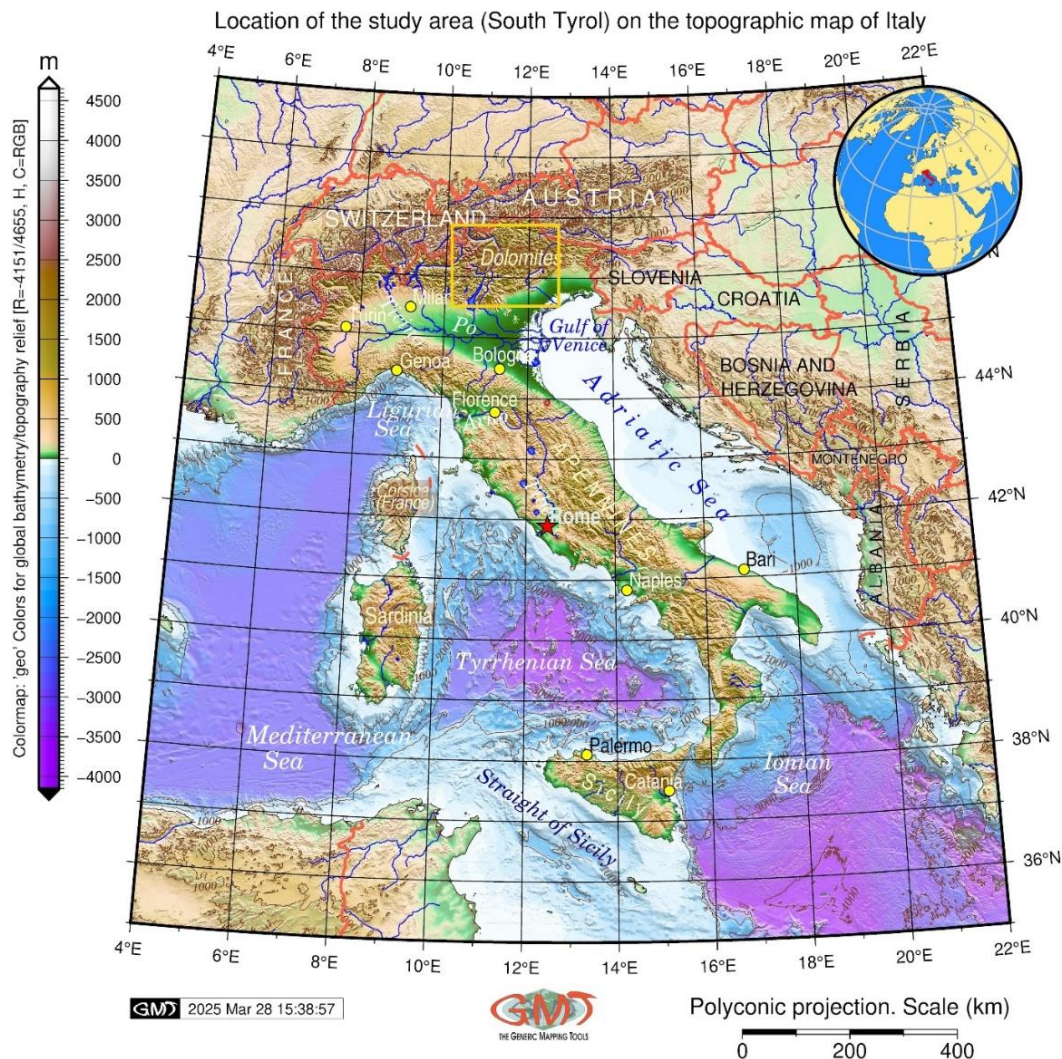 Location of the study area (South Tyrol) on the topographic map of Italy
4°E 6°E 8°E 10°E 12°E 14°E 16°E 18°E 20°E 22°E
m
4500
4000
3500
3000
2500
2000
1500
1000
500
0
−500
−1000
−1500
−2000
−2500
−3000
−3500
−4000
Colormap: 'geo' Colors for global bathymetry/topography relief [R=−4151/4655, H, C=RGB]
AUSTRIA
SWITZERLAND
Dolomites
SLOVENIA
CROATIA
FRANCE
Milan
Turin
Po
Gulf of
Venice
SERBIA
BOSNIA AND
HERZEGOVINA
Genoa
Bologna
44°N
Florence
Arno
Ligurian
Sea
Adriatic Sea
MONTENEGRO
APENNINES
Corsica
(France)
42°N
Rome
ALBANIA
Bari
Naples
Sardinia
40°N
Tyrrhenian Sea
Mediterranean
Sea
38°N
Palermo
Ionian
Sea
Catania
Sicily
Straight of Sicily
36°N
4°E 6°E 8°E 10°E 12°E 14°E 16°E 18°E 20°E 22°E
GMT 2025 Mar 28 15:38:57
GMT
THE GENERIC MAPPING TOOLS
Polyconic projection. Scale (km)
0 200 400